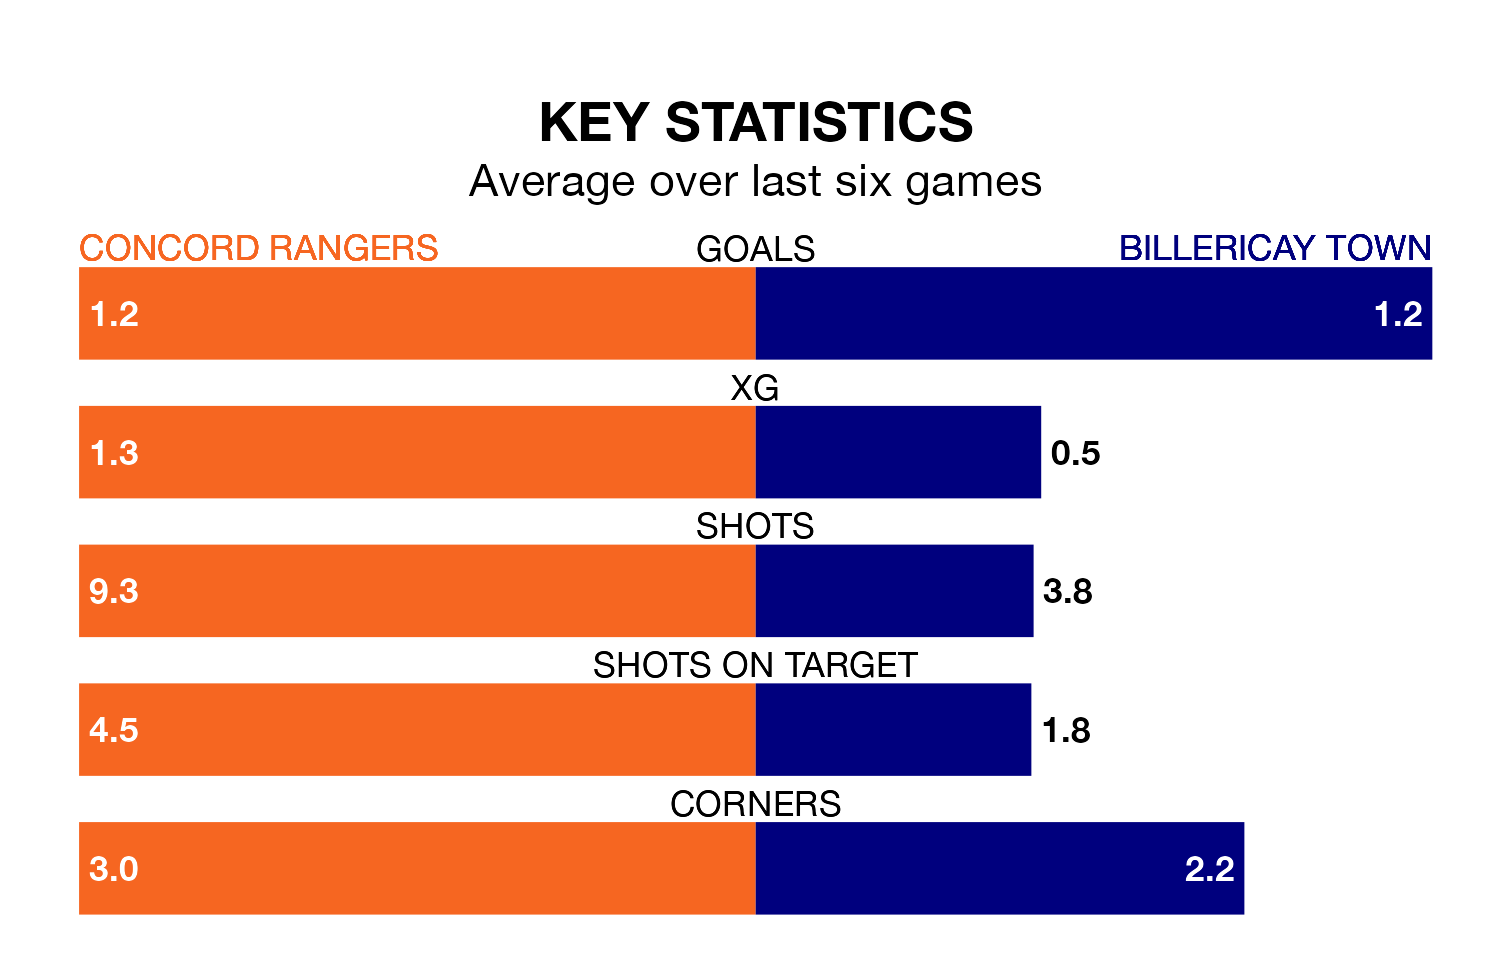 KEY STATISTICS
Average over last six games
CONCORD RANGERS GOALS BILLERICAY TOWN
1.2 1.2
XG
1.3 0.5
SHOTS
9.3 3.8
SHOTS ON TARGET
4.5 1.8
CORNERS
3.0 2.2